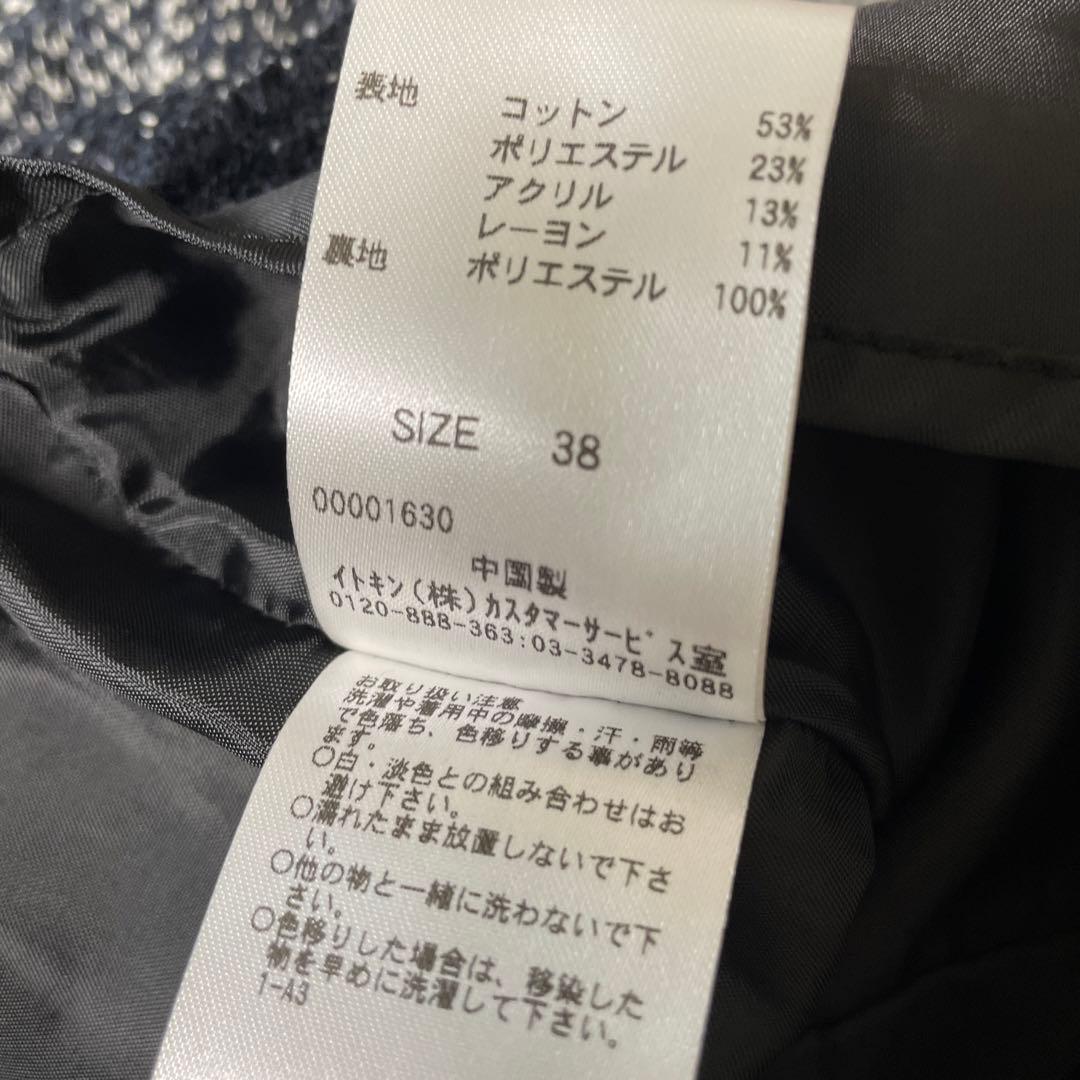 表地 コットン 53%
ポリエステル 23%
アクリル 13%
レーヨン 11%
裏地 ポリエステル 100%
SIZE 38
00001630
中国製
イトキン(株)カスタマーサービス室
0120-888-363:03-3478-8088
お取り扱い注意
洗濯や着用中の摩擦・汗・雨等
で色落ち、色移りする事があり
ます。
○白・淡色との組み合わせはお
避け下さい。
○濡れたまま放置しないで下さ
い。
○他の物と一緒に洗わないで下
さい。
○色移りした場合は、移染した
物を早めに洗濯して下さい。
1-A3